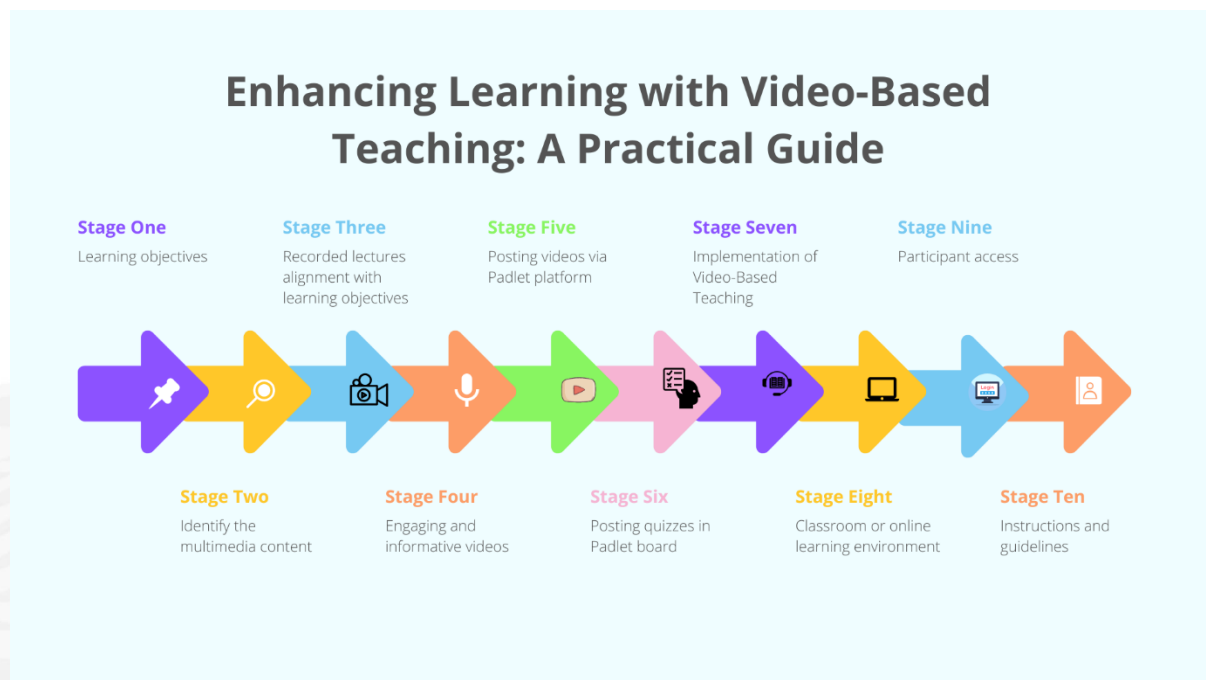 Enhancing Learning with Video-Based
Teaching: A Practical Guide
Stage One
Learning objectives
Stage Three
Recorded lectures
alignment with
learning objectives
Stage Five
Posting videos via
Padlet platform
Stage Seven
Implementation of
Video-Based
Teaching
Stage Nine
Participant access
Login
Stage Two
Identify the
multimedia content
Stage Four
Engaging and
informative videos
Stage Six
Posting quizzes in
Padlet board
Stage Eight
Classroom or online
learning environment
Stage Ten
Instructions and
guidelines